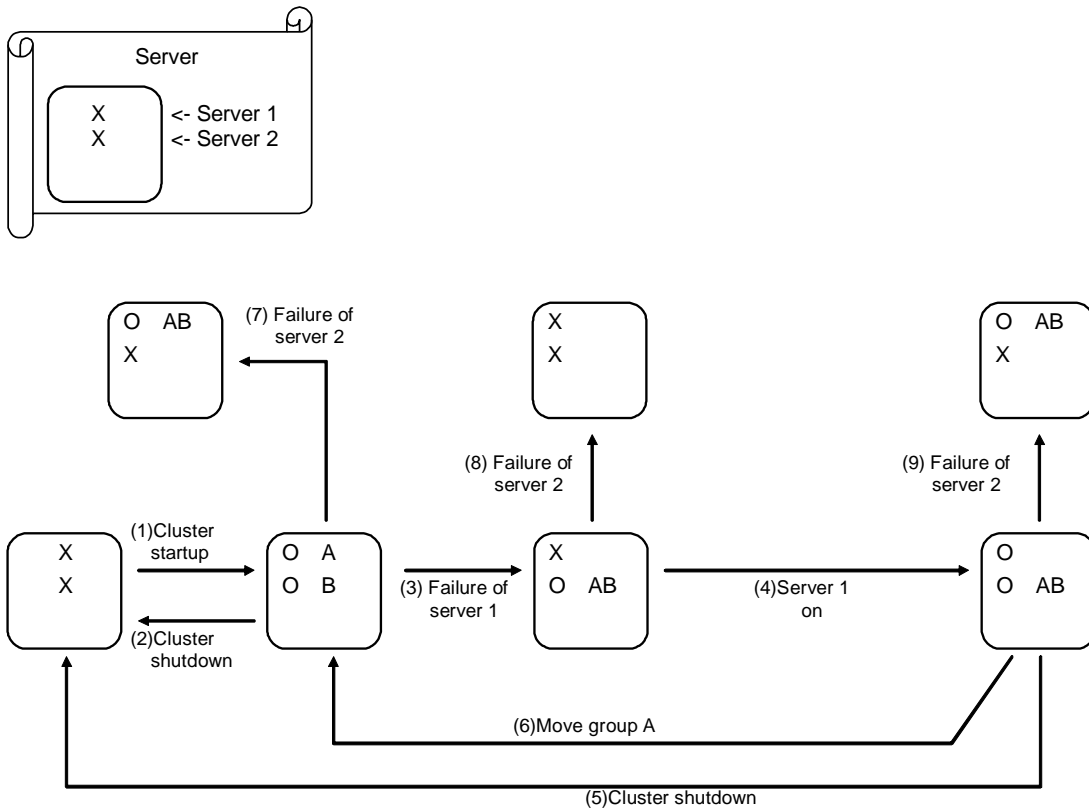 Server
X <- Server 1
X <- Server 2
O AB
X
(7) Failure of
server 2
X
X
O AB
X
(8) Failure of
server 2
(9) Failure of
server 2
X
X
(1)Cluster
startup
(2)Cluster
shutdown
O A
O B
(3) Failure of
server 1
X
O AB
(4)Server 1
on
O
O AB
(6)Move group A
(5)Cluster shutdown